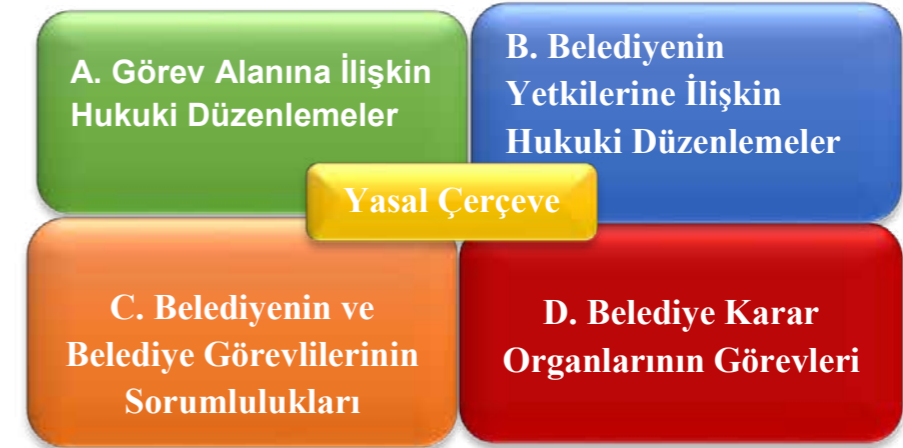 A. Görev Alanına İlişkin
Hukuki Düzenlemeler
B. Belediyenin
Yetkilerine İlişkin
Hukuki Düzenlemeler
Yasal Çerçeve
C. Belediyenin ve
Belediye Görevlilerinin
Sorumlulukları
D. Belediye Karar
Organlarının Görevleri